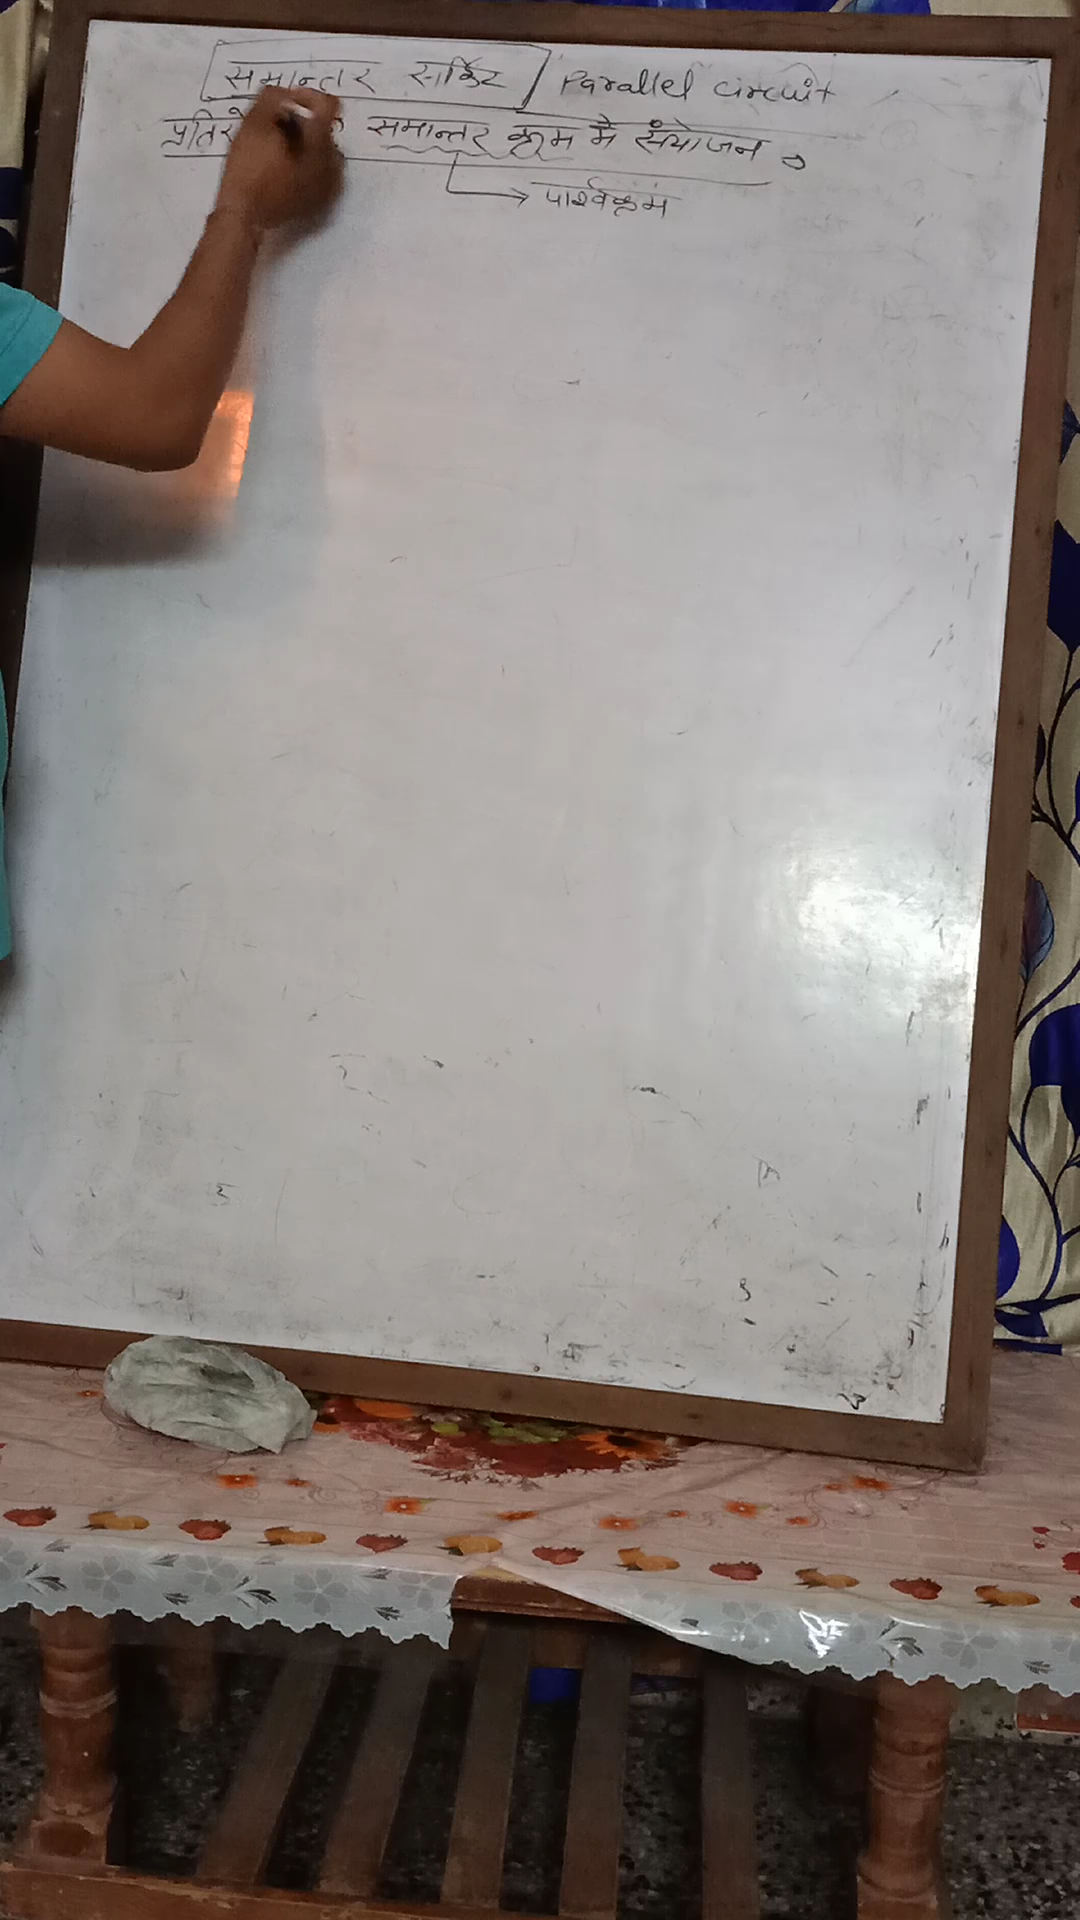 समान्तर सर्किट Parallel circuit
समान्तर क्रम में संयोजन
पार्श्वक्रम